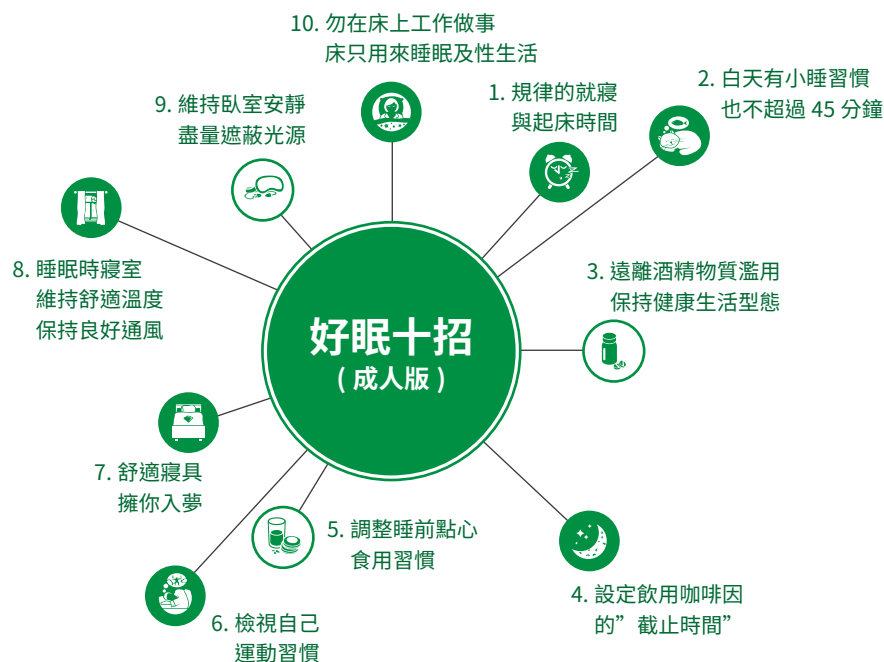 好眠十招
( 成人版 )
1. 規律的就寢
與起床時間
2. 白天有小睡習慣
也不超過 45 分鐘
3. 遠離酒精物質濫用
保持健康生活型態
4. 設定飲用咖啡因
的”截止時間”
5. 調整睡前點心
食用習慣
6. 檢視自己
運動習慣
7. 舒適寢具
擁你入夢
8. 睡眠時寢室
維持舒適溫度
保持良好通風
9. 維持臥室安靜
盡量遮蔽光源
10. 勿在床上工作做事
床只用來睡眠及性生活